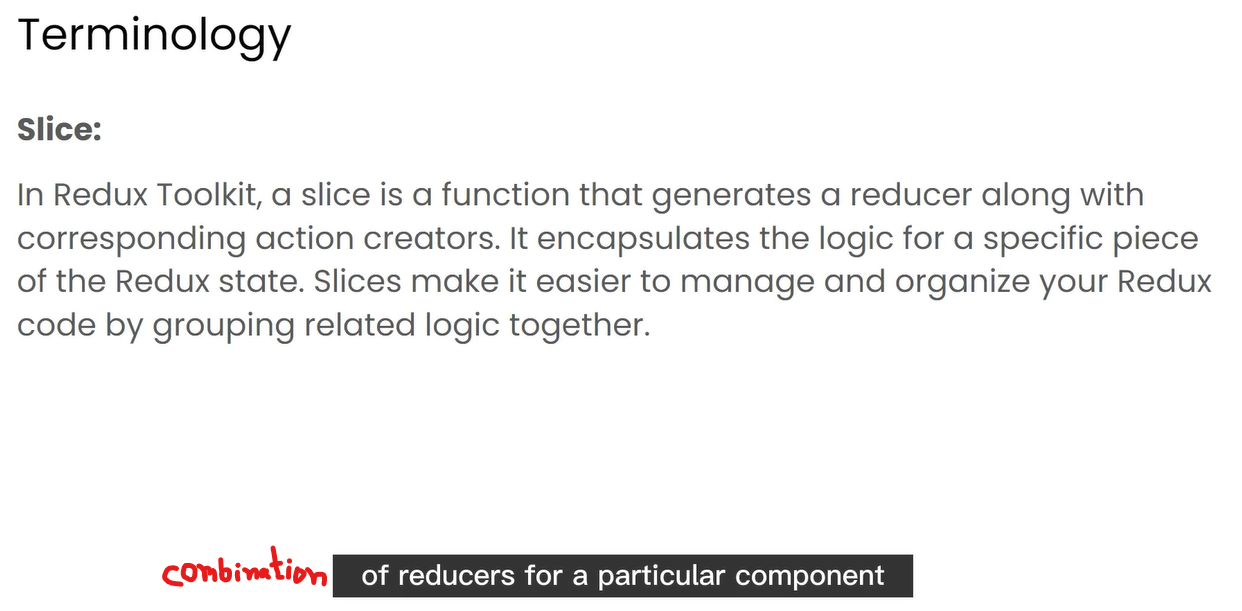 Terminology
Slice:
In Redux Toolkit, a slice is a function that generates a reducer along with
corresponding action creators. It encapsulates the logic for a specific piece
of the Redux state. Slices make it easier to manage and organize your Redux
code by grouping related logic together.
combination of reducers for a particular component